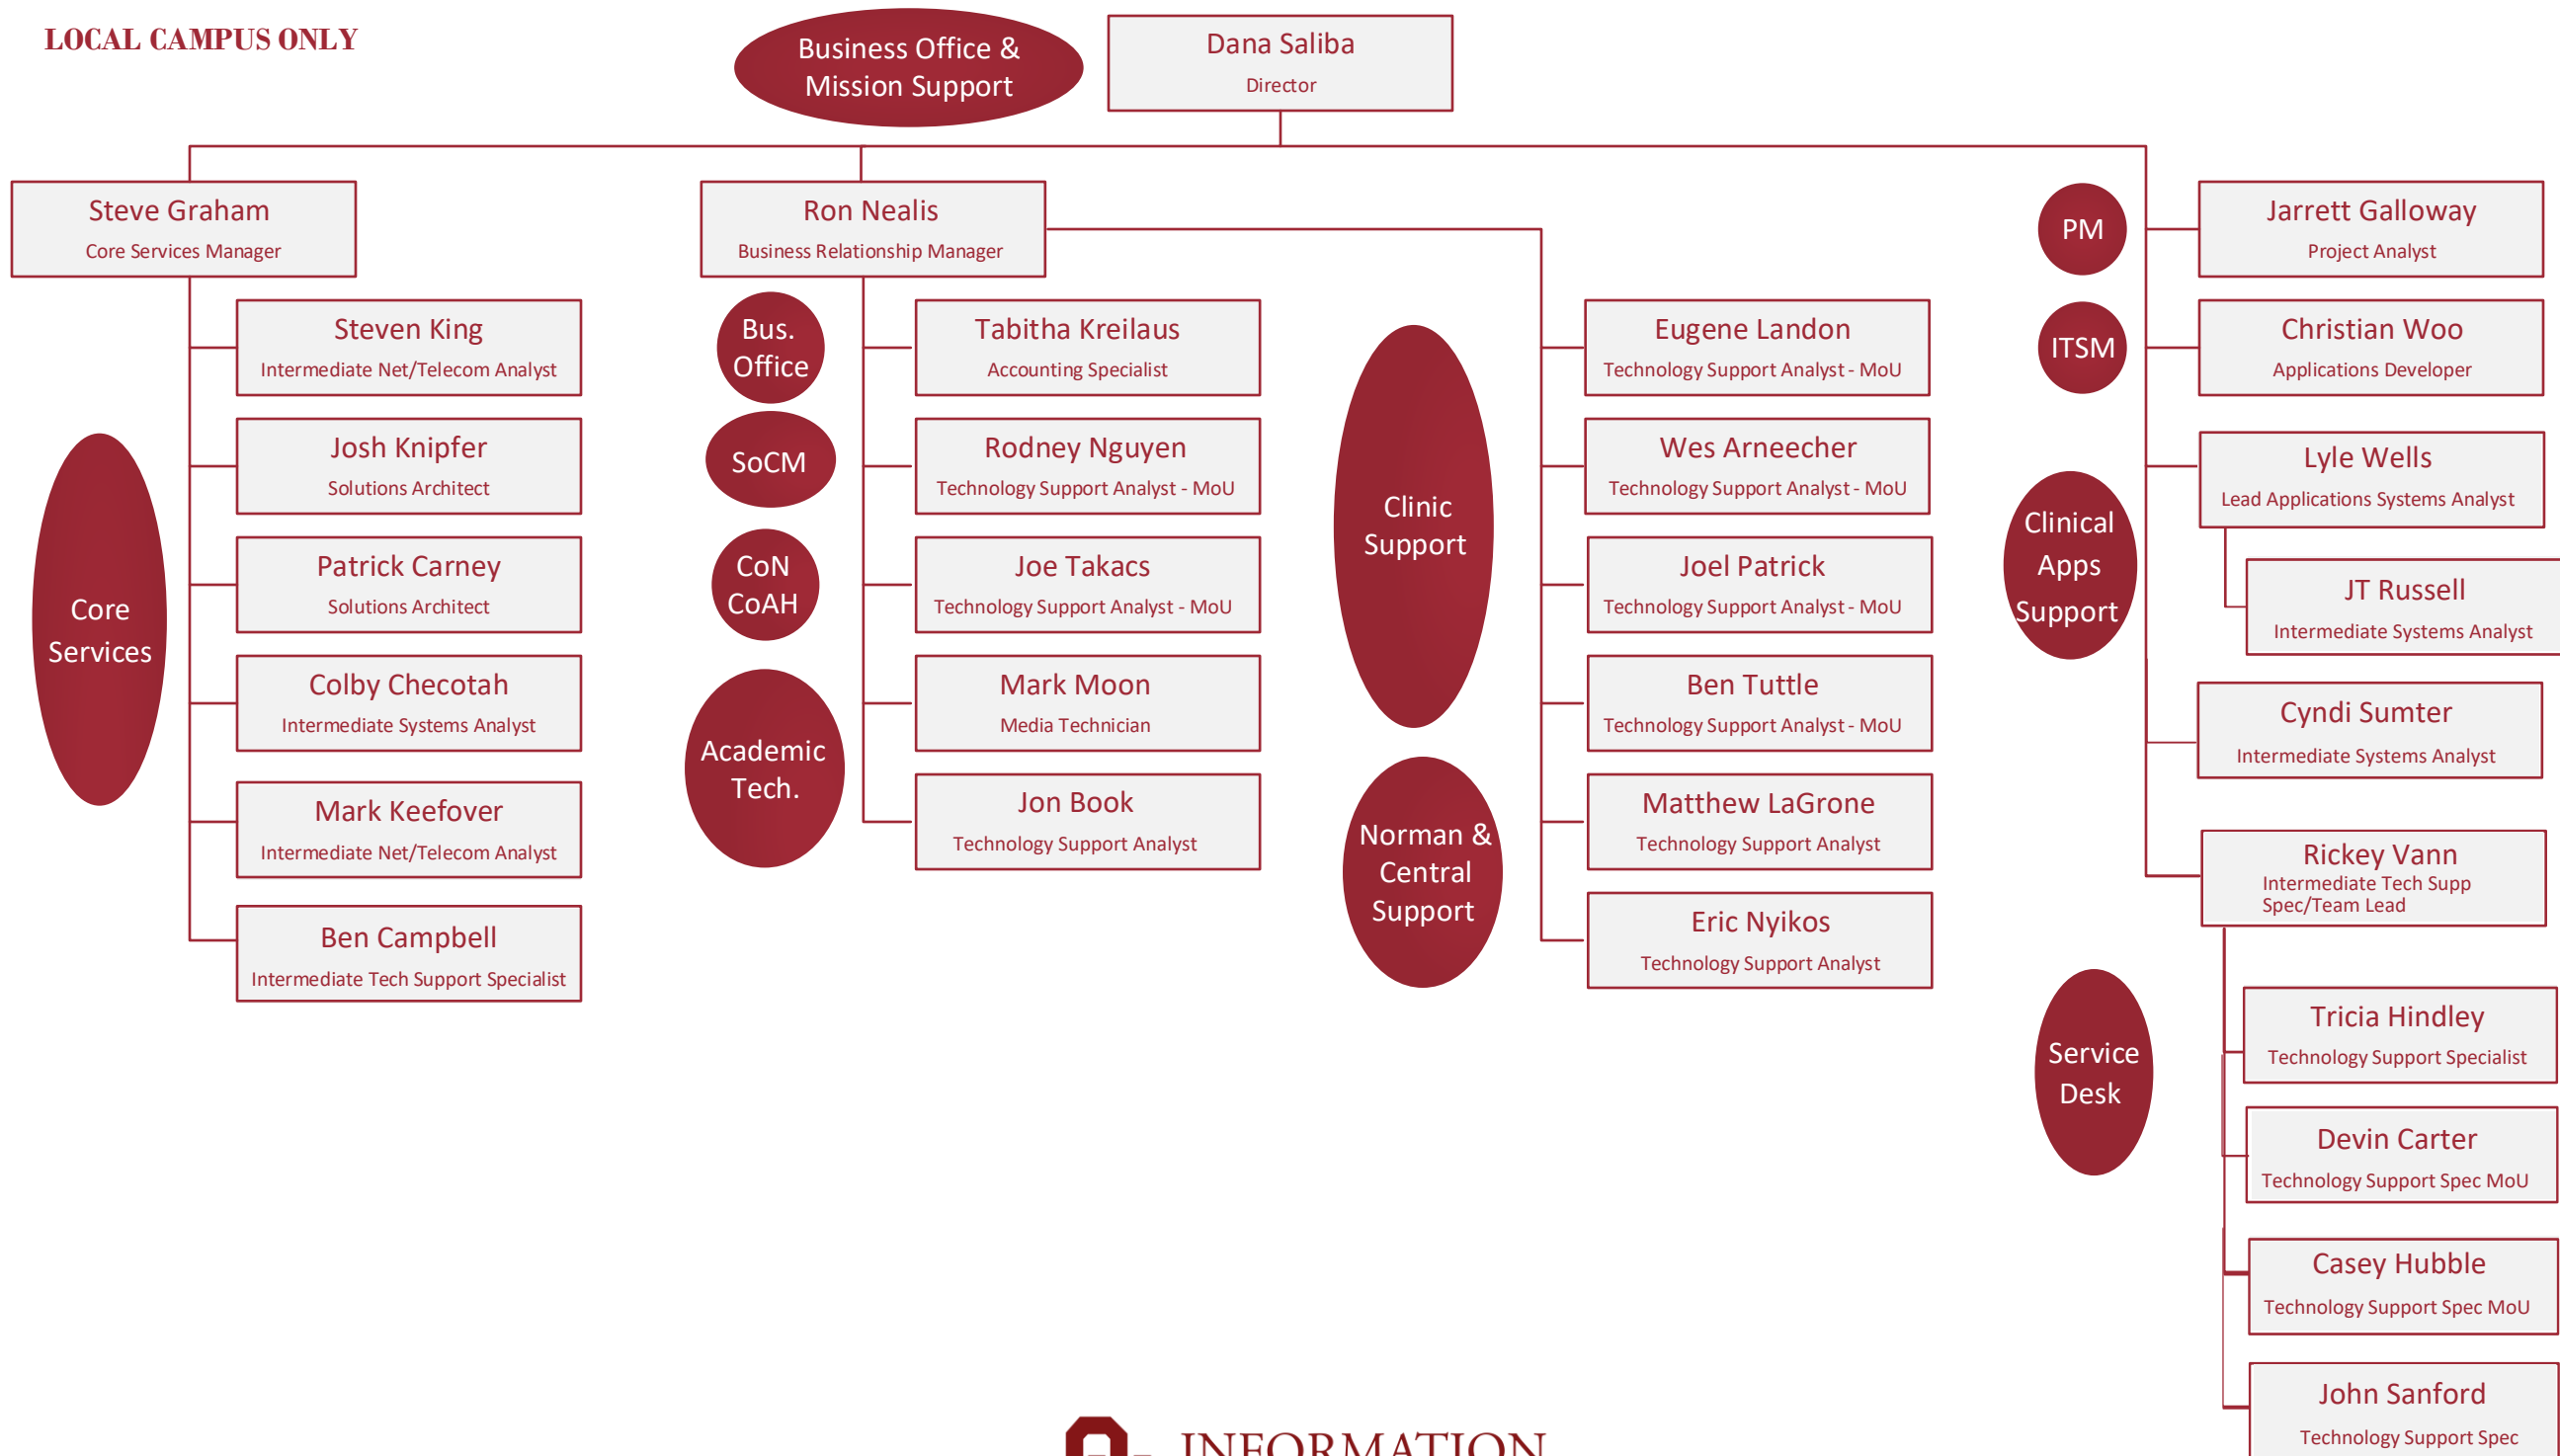 LOCAL CAMPUS ONLY
Business Office &
Mission Support
Dana Saliba
Director
Steve Graham
Core Services Manager
Core
Services
Steven King
Intermediate Net/Telecom Analyst
Josh Knipfer
Solutions Architect
Patrick Carney
Solutions Architect
Colby Checotah
Intermediate Systems Analyst
Mark Keefover
Intermediate Net/Telecom Analyst
Ben Campbell
Intermediate Tech Support Specialist
Ron Nealis
Business Relationship Manager
Bus.
Office
Tabitha Kreilaus
Accounting Specialist
SoCM
Rodney Nguyen
Technology Support Analyst - MoU
CoN
CoAH
Joe Takacs
Technology Support Analyst - MoU
Academic
Tech.
Mark Moon
Media Technician
Jon Book
Technology Support Analyst
Clinic
Support
Eugene Landon
Technology Support Analyst - MoU
Wes Arneecher
Technology Support Analyst - MoU
Joel Patrick
Technology Support Analyst - MoU
Ben Tuttle
Technology Support Analyst - MoU
Norman &
Central
Support
Matthew LaGrone
Technology Support Analyst
Eric Nyikos
Technology Support Analyst
PM
Jarrett Galloway
Project Analyst
ITSM
Christian Woo
Applications Developer
Clinical
Apps
Support
Lyle Wells
Lead Applications Systems Analyst
JT Russell
Intermediate Systems Analyst
Cyndi Sumter
Intermediate Systems Analyst
Rickey Vann
Intermediate Tech Supp
Spec/Team Lead
Service
Desk
Tricia Hindley
Technology Support Specialist
Devin Carter
Technology Support Spec MoU
Casey Hubble
Technology Support Spec MoU
John Sanford
Technology Support Spec
INFORMATION